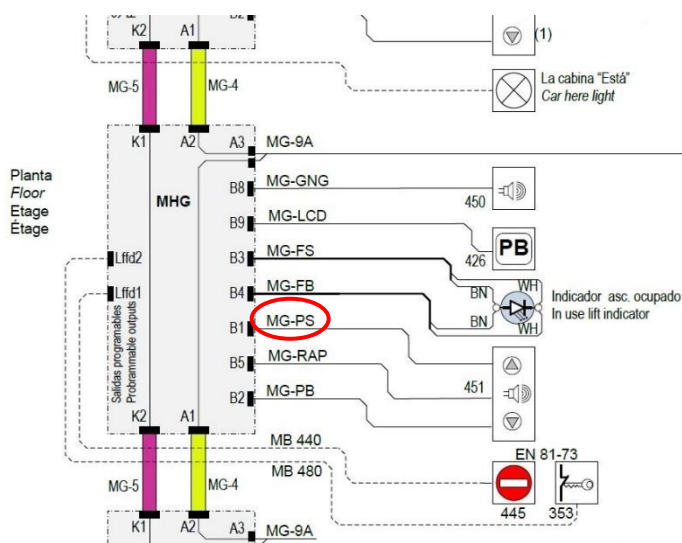 K2
A1
(1)
MG-5
MG-4
La cabina "Está"
Car here light
K1
A2
A3
MG-9A
Planta
Floor
Etage
Étage
MHG
B8
MG-GNG
450
B9
MG-LCD
426
PB
Lffd2
B3
MG-FS
WH
BN
Lffd1
B4
MG-FB
Indicador asc. ocupado
In use lift indicator
BN
WH
B1
MG-PS
Salidas programables
Probrammable outputs
B5
MG-RAP
451
B2
MG-PB
K2
A1
MB 440
EN 81-73
MB 480
MG-5
MG-4
445
353
K1
A2
A3
MG-9A